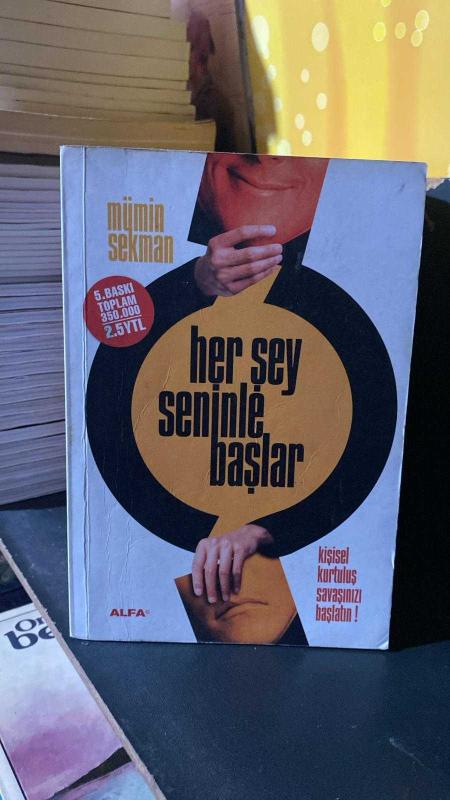 mümin
sekman
5. BASKI
TOPLAM
350.000
2.5YTL
her şey
seninle
başlar
kişisel
kurtuluş
savaşınızı
başlatın !
ALFA